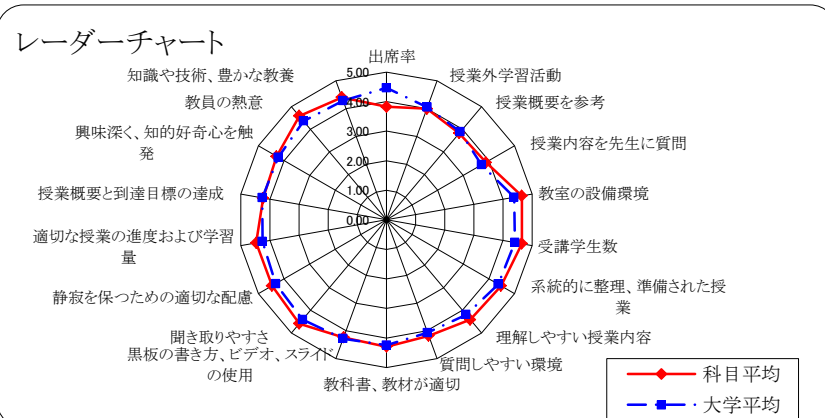 レーダーチャート
出席率
授業外学習活動
授業概要を参考
授業内容を先生に質問
教室の設備環境
受講学生数
系統的に整理、準備された授
業
理解しやすい授業内容
質問しやすい環境
教科書、教材が適切
黒板の書き方、ビデオ、スライド
の使用
聞き取りやすさ
静寂を保つための適切な配慮
適切な授業の進度および学習
量
授業概要と到達目標の達成
興味深く、知的好奇心を触
発
教員の熱意
知識や技術、豊かな教養
5.00
4.00
3.00
2.00
1.00
0.00
科目平均
大学平均